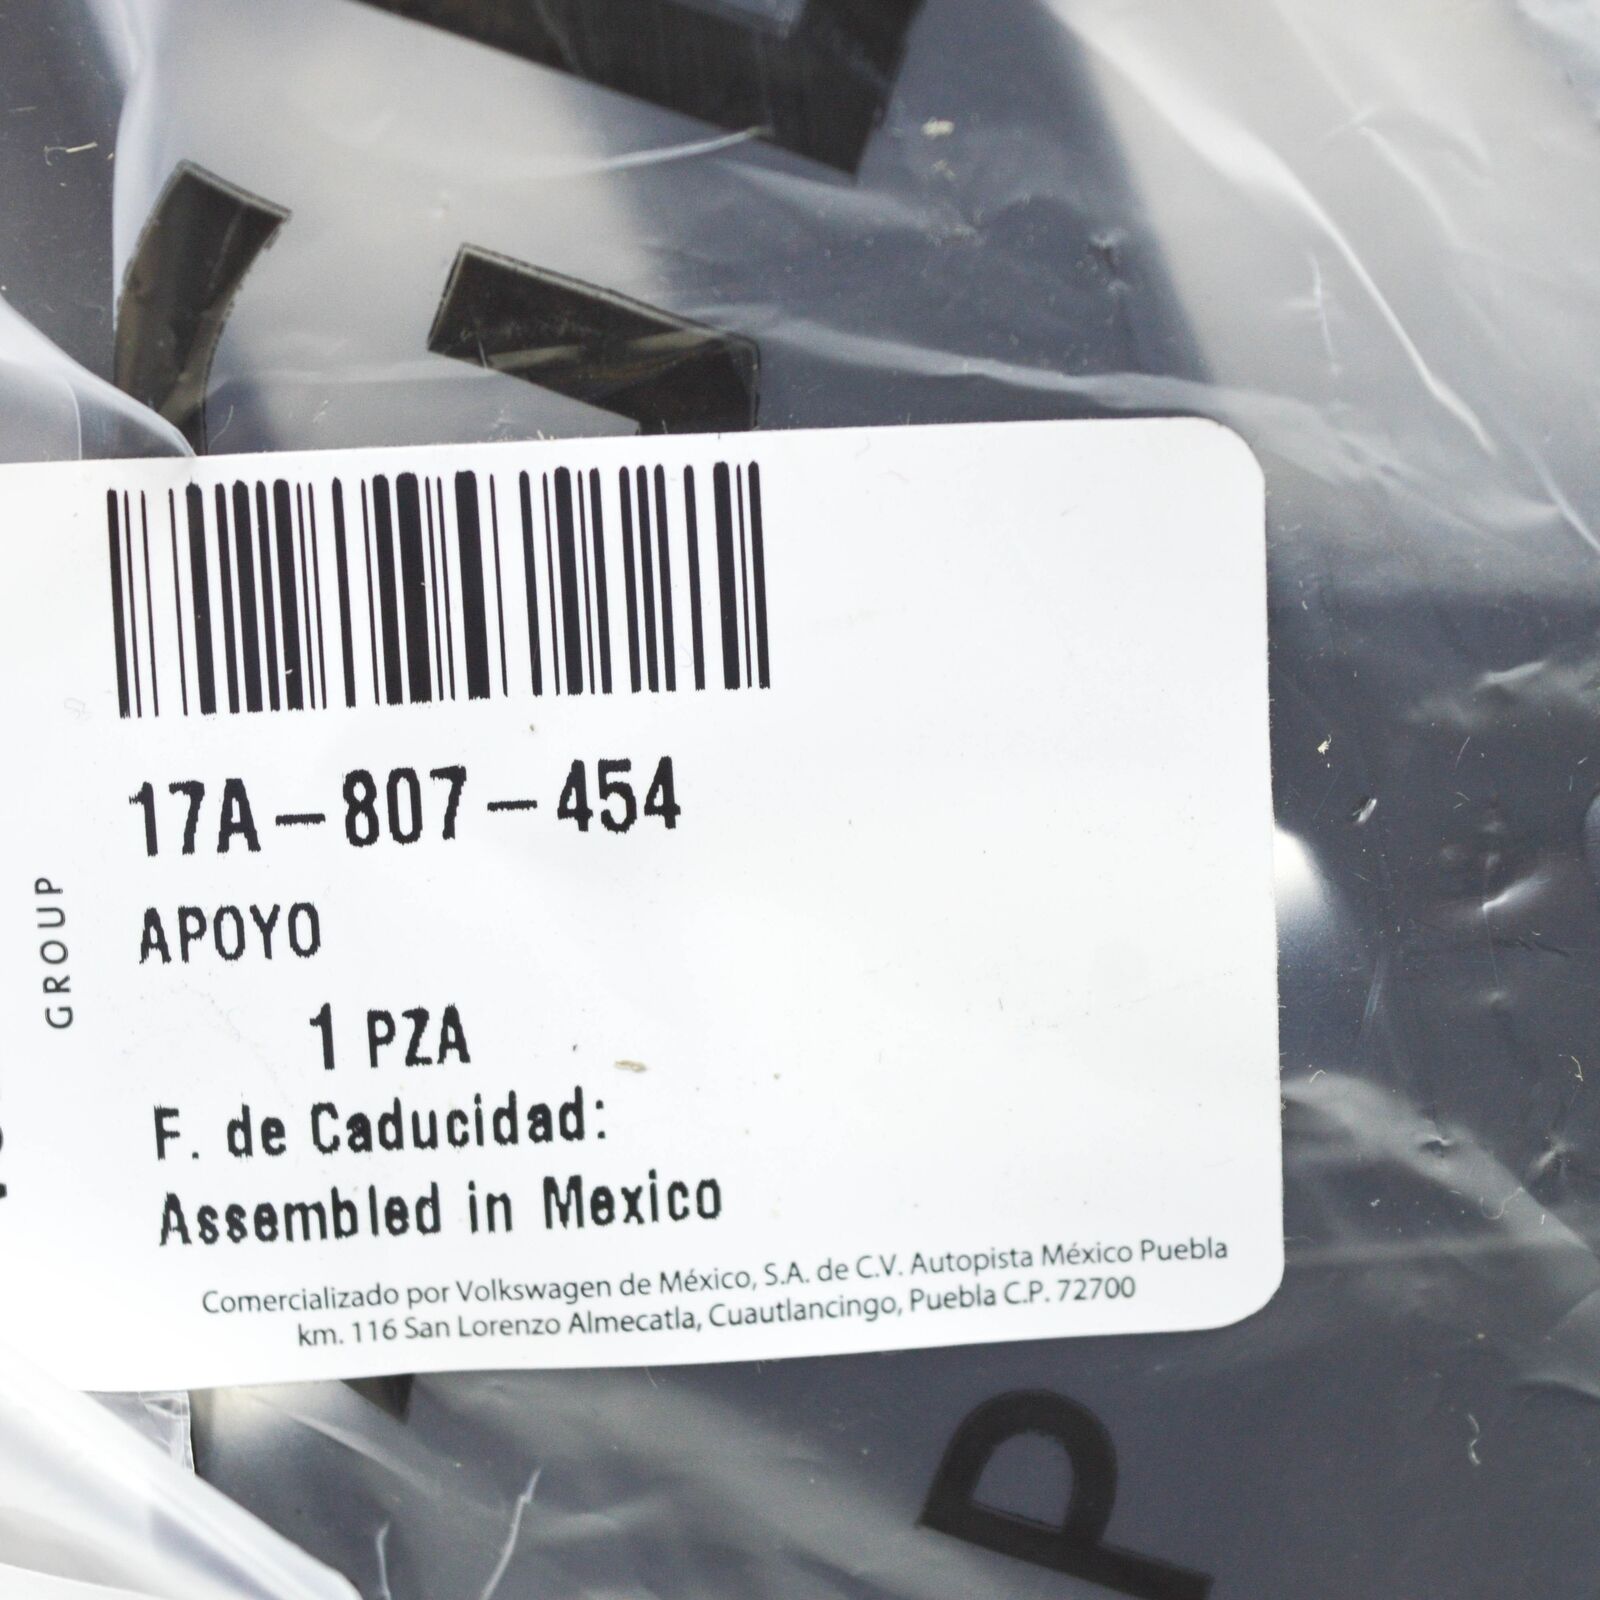 17A-807-454
APOYO
1 PZA
F. de Caducidad:
Assembled in Mexico
Comercializado por Volkswagen de México, S.A. de C.V. Autopista México Puebla
km. 116 San Lorenzo Almecatla, Cuautlancingo, Puebla C.P. 72700
GROUP
P